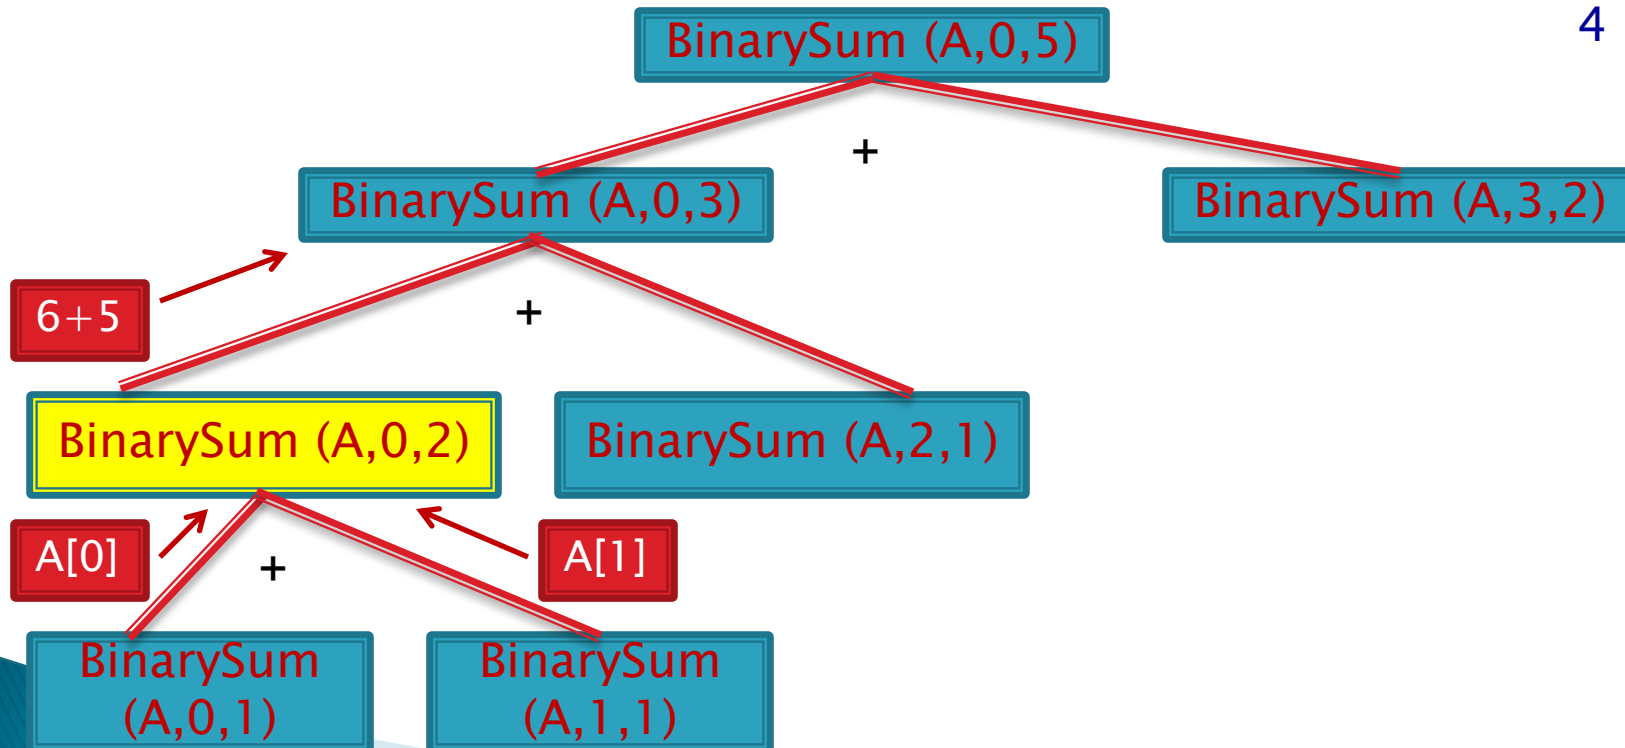 4
BinarySum (A,0,5)
+
BinarySum (A,0,3)
BinarySum (A,3,2)
6+5
+
BinarySum (A,0,2)
BinarySum (A,2,1)
A[0]
+
A[1]
BinarySum
(A,0,1)
BinarySum
(A,1,1)